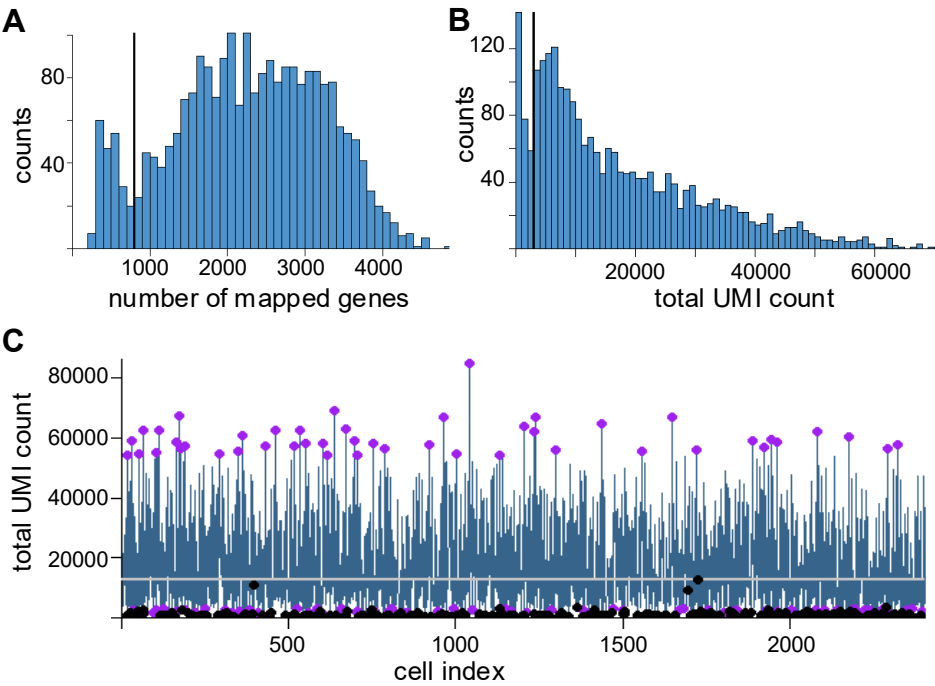 A
80
40
counts
1000 2000 3000 4000
number of mapped genes
B
120
80
40
counts
20000 40000 60000
total UMI count
C
80000
60000
40000
20000
total UMI count
500 1000 1500 2000
cell index